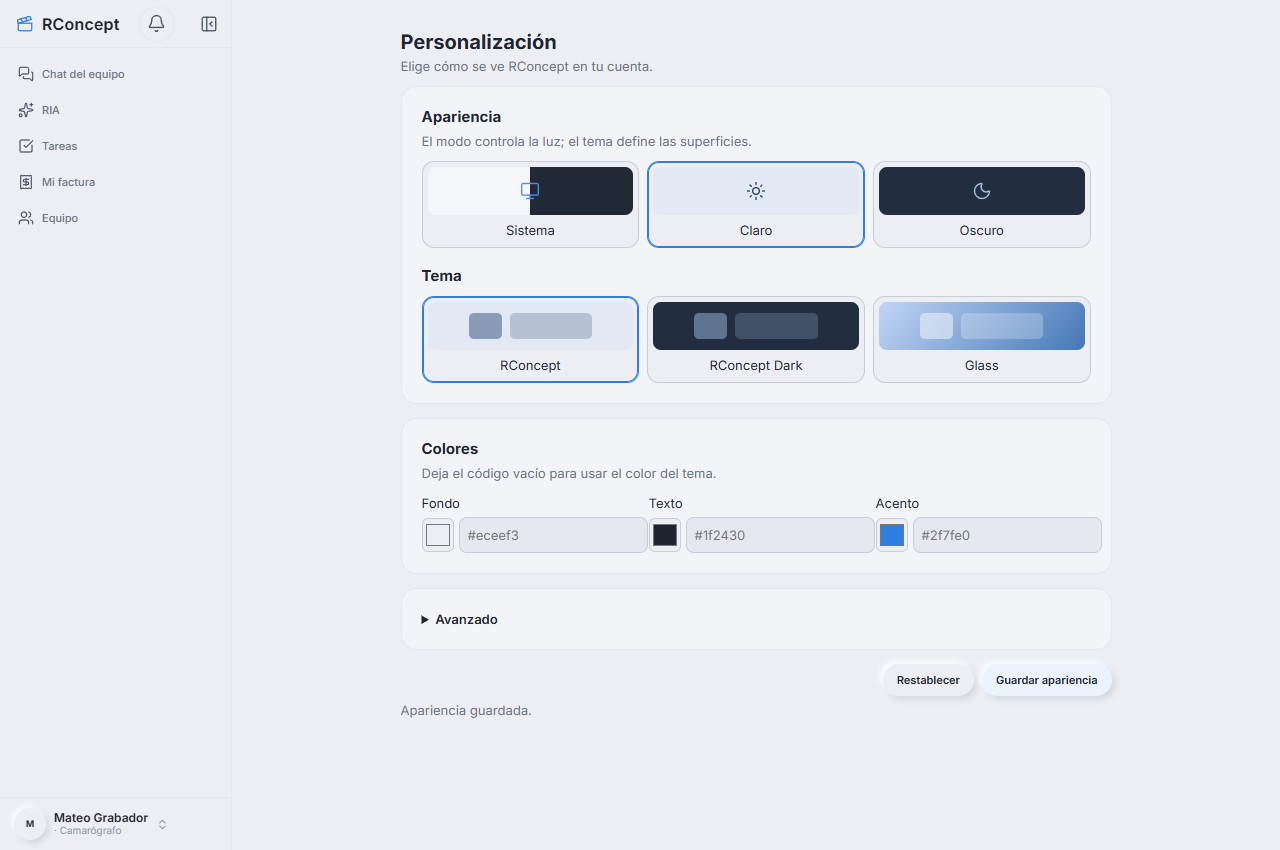 RConcept
Chat del equipo
RIA
Tareas
Mi factura
Equipo
Mateo Grabador
· Camarógrafo
M
Personalización
Elige cómo se ve RConcept en tu cuenta.
Apariencia
El modo controla la luz; el tema define las superficies.
Sistema
Claro
Oscuro
Tema
RConcept
RConcept Dark
Glass
Colores
Deja el código vacío para usar el color del tema.
Fondo
Texto
Acento
#eceef3
#1f2430
#2f7fe0
Avanzado
Restablecer
Guardar apariencia
Apariencia guardada.